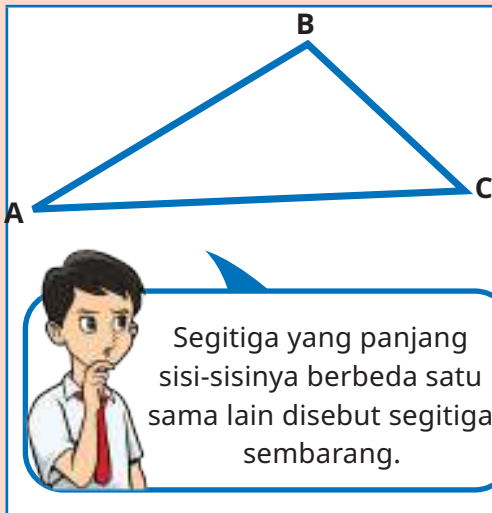 B
A
C
Segitiga yang panjang
sisi-sisinya berbeda satu
sama lain disebut segitiga
sembarang.